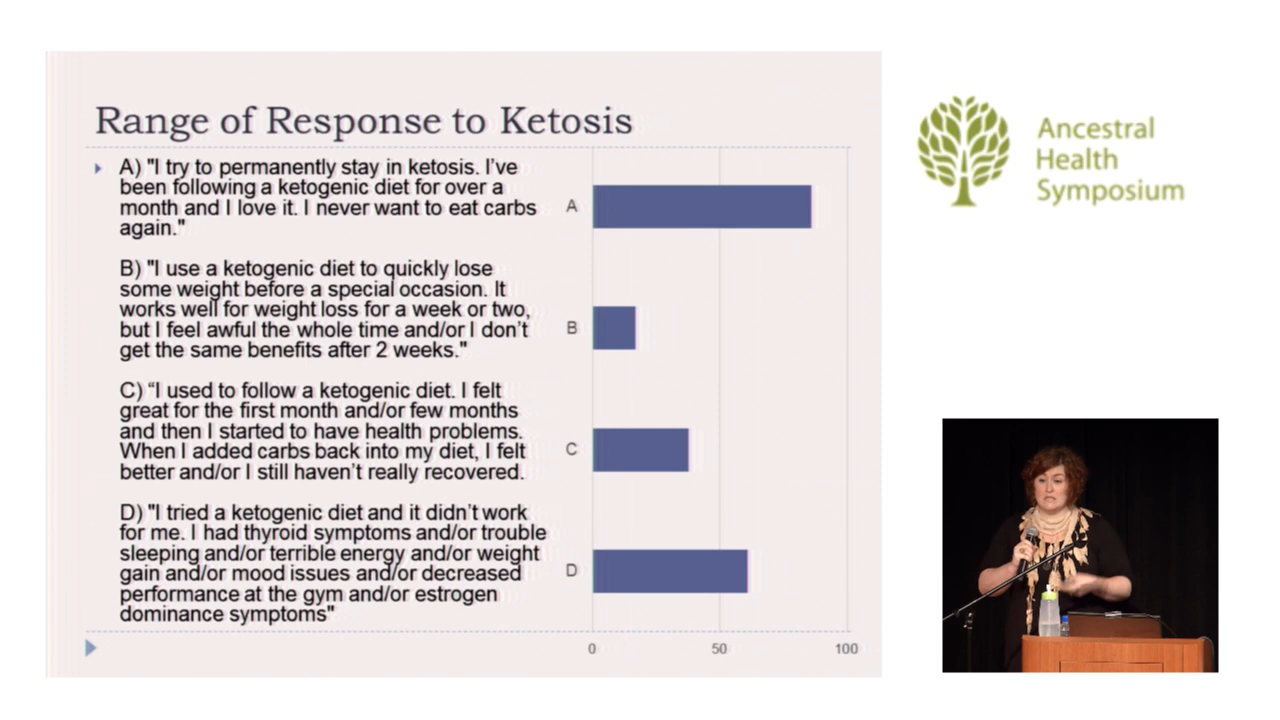 Range of Response to Ketosis
A) "I try to permanently stay in ketosis. I've
been following a ketogenic diet for over a
month and I love it. I never want to eat carbs
again."
B) "I use a ketogenic diet to quickly lose
some weight before a special occasion. It
works well for weight loss for a week or two,
but I feel awful the whole time and/or I don't
get the same benefits after 2 weeks."
C) “I used to follow a ketogenic diet. I felt
great for the first month and/or few months
and then I started to have health problems.
When I added carbs back into my diet, I felt
better and/or I still haven't really recovered.
D) "I tried a ketogenic diet and it didn't work
for me. I had thyroid symptoms and/or trouble
sleeping and/or terrible energy and/or weight
gain and/or mood issues and/or decreased
performance at the gym and/or estrogen
dominance symptoms"
A
B
C
D
0 50 100
Ancestral
Health
Symposium